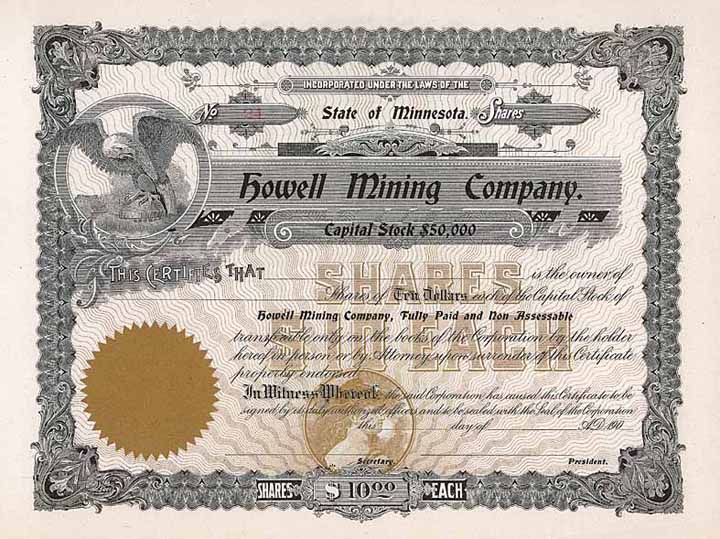 INCORPORATED UNDER THE LAWS OF THE
No
State of Minnesota.
Shares
Howell Mining Company.
Capital Stock $50,000
THIS CERTIFIES THAT
SHARES
is the owner of
Shares of Ten Dollars each of the Capital Stock of
Howell Mining Company, Fully Paid and Non Assessable
$10 EACH
transferable only on the books of the Corporation by the holder
hereof in person or by Attorney upon surrender of this Certificate
properly endorsed.
In Witness Whereof, the said Corporation has caused this Certificate to be
signed by its duly authorized officers and to be sealed with the Seal of the Corporation
this day of A.D. 190
Secretary. President.
SHARES $10.00 EACH